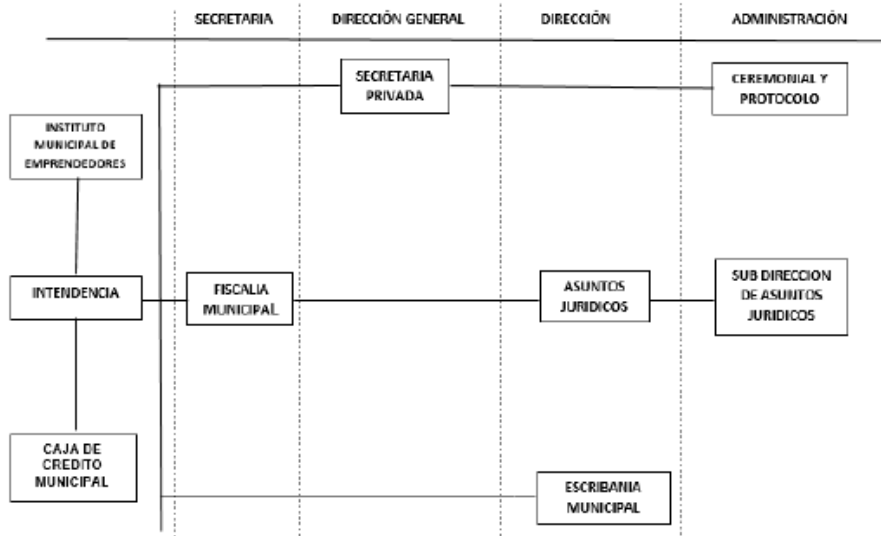 SECRETARIA
DIRECCIÓN GENERAL
DIRECCIÓN
ADMINISTRACIÓN
SECRETARIA
PRIVADA
CEREMONIAL Y
PROTOCOLO
INSTITUTO
MUNICIPAL DE
EMPRENDEDORES
INTENDENCIA
FISCALIA
MUNICIPAL
ASUNTOS
JURIDICOS
SUB DIRECCION
DE ASUNTOS
JURIDICOS
CAJA DE
CREDITO
MUNICIPAL
ESCRIBANIA
MUNICIPAL